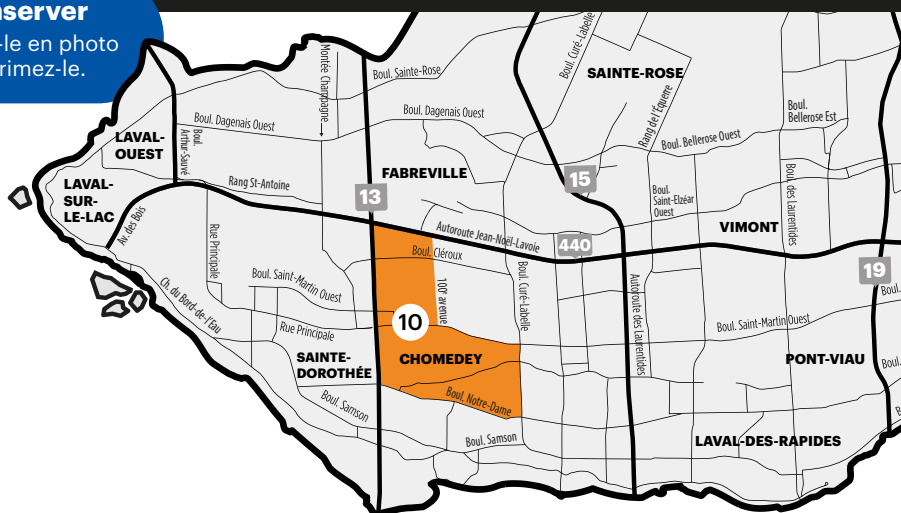 nserver
-le en photo
rimez-le.
Montée Champagne
Boul. Sainte-Rose
Boul. Curé-Labelle
SAINTE-ROSE
Rang de l'Équerre
Boul.
Bellerose Est
Boul. Dagenais Ouest
Boul. Dagenais Ouest
Boul. Bellerose Ouest
LAVAL-
OUEST
Boul.
Arthur-Sauvé
FABREVILLE
15
LAVAL-
SUR-
LE-LAC
Rang St-Antoine
13
Boul.
Saint-Elzéar
Ouest
Boul. des Laurentides
VIMONT
Av. des Bois
Rue Principale
Autoroute Jean-Noël-Lavoie
440
Boul. Cléroux
19
Boul. Saint-Martin Ouest
100e avenue
Boul. Curé-Labelle
Autoroute des Laurentides
Boul.
Ch. du Bord-de-l'Eau
10
Rue Principale
Boul. Saint-Martin Ouest
SAINTE-
DOROTHÉE
CHOMEDEY
PONT-VIAU
Boul.
Boul. Samson
Boul. Notre-Dame
Boul. Samson
LAVAL-DES-RAPIDES
B